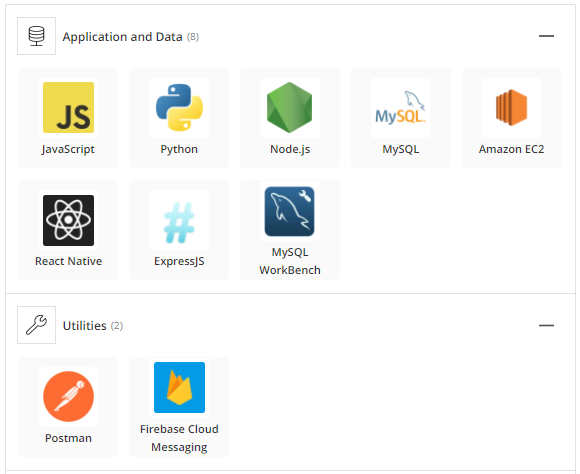 Application and Data (8)
JS
MySQL
JavaScript
Python
Node.js
MySQL
Amazon EC2
#
React Native
ExpressJS
MySQL
WorkBench
Utilities (2)
Postman
Firebase Cloud
Messaging